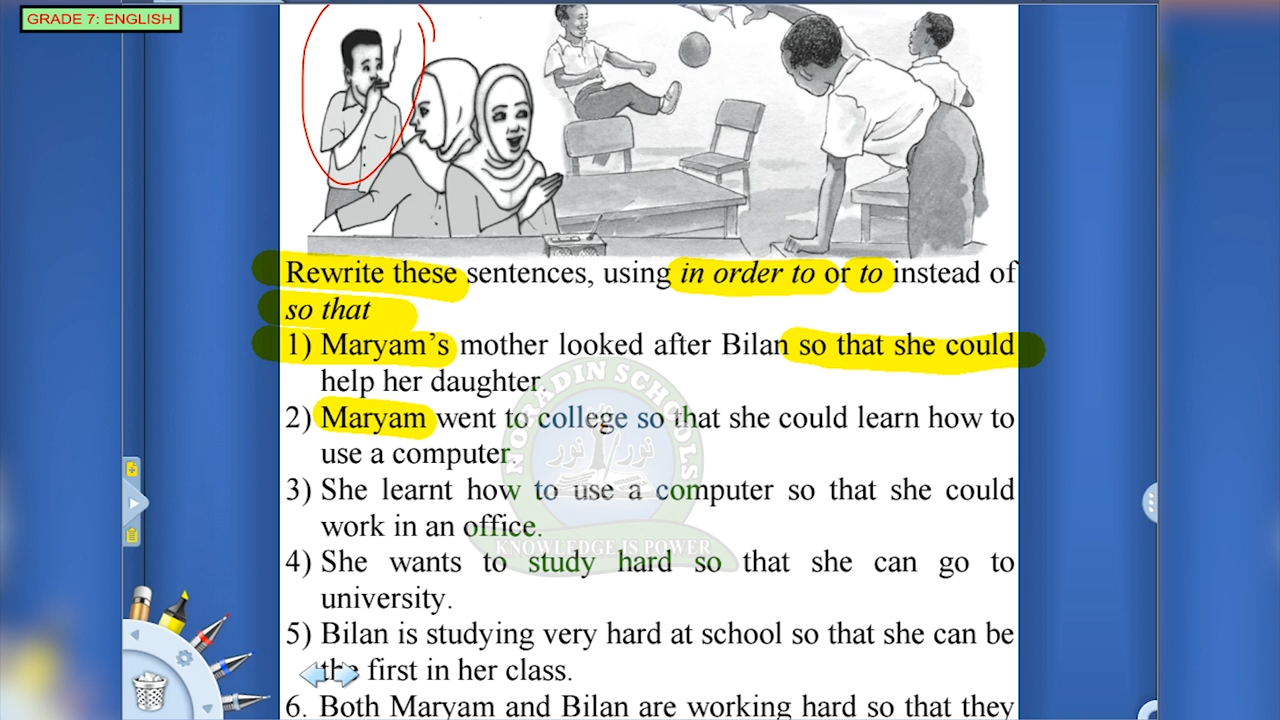 GRADE 7: ENGLISH
Rewrite these sentences, using in order to or to instead of
so that
1) Maryam's mother looked after Bilan so that she could
help her daughter.
2) Maryam went to college so that she could learn how to
use a computer.
3) She learnt how to use a computer so that she could
work in an office.
4) She wants to study hard so that she can go to
university.
5) Bilan is studying very hard at school so that she can be
the first in her class.
6. Both Maryam and Bilan are working hard so that they
NORADIN SCHOOLS
نور نور
KNOWLEDGE IS POWER